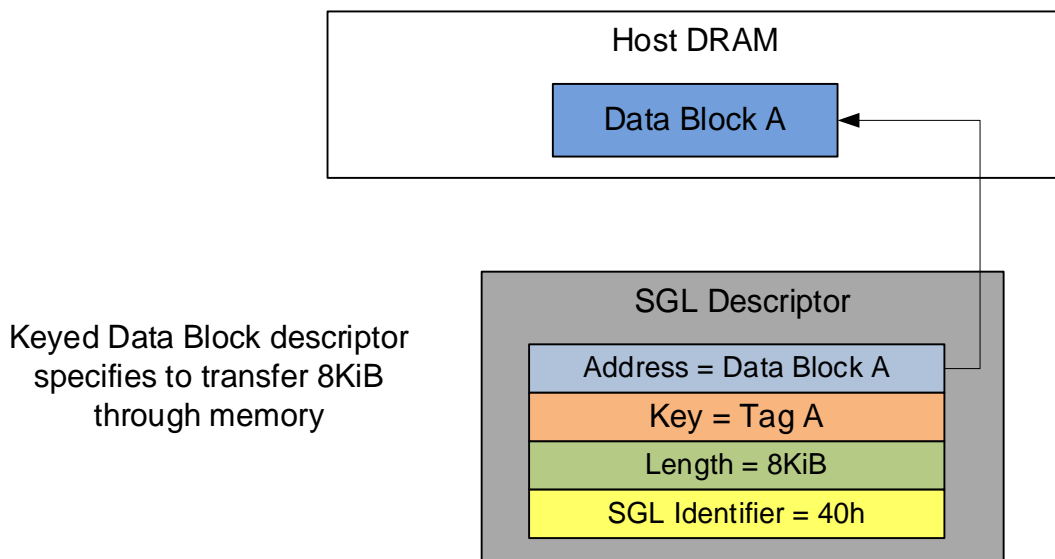 Host DRAM
Data Block A
SGL Descriptor
Keyed Data Block descriptor
specifies to transfer 8KiB
through memory
Address = Data Block A
Key = Tag A
Length = 8KiB
SGL Identifier = 40h